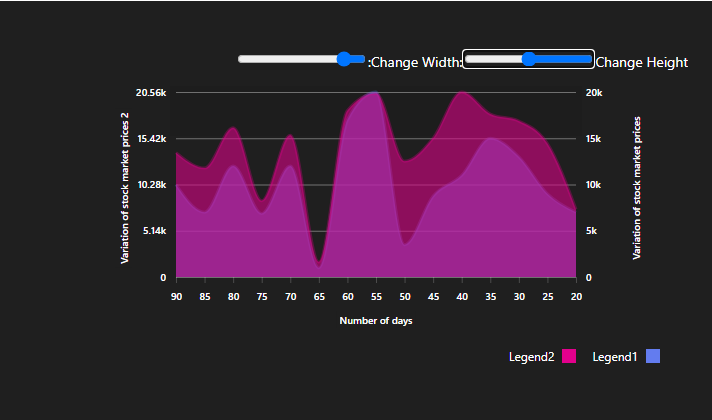 :Change Width:
Change Height
20.56k
15.42k
10.28k
5.14k
0
Variation of stock market prices 2
20k
15k
10k
5k
0
Variation of stock market prices
90 85 80 75 70 65 60 55 50 45 40 35 30 25 20
Number of days
Legend2 Legend1